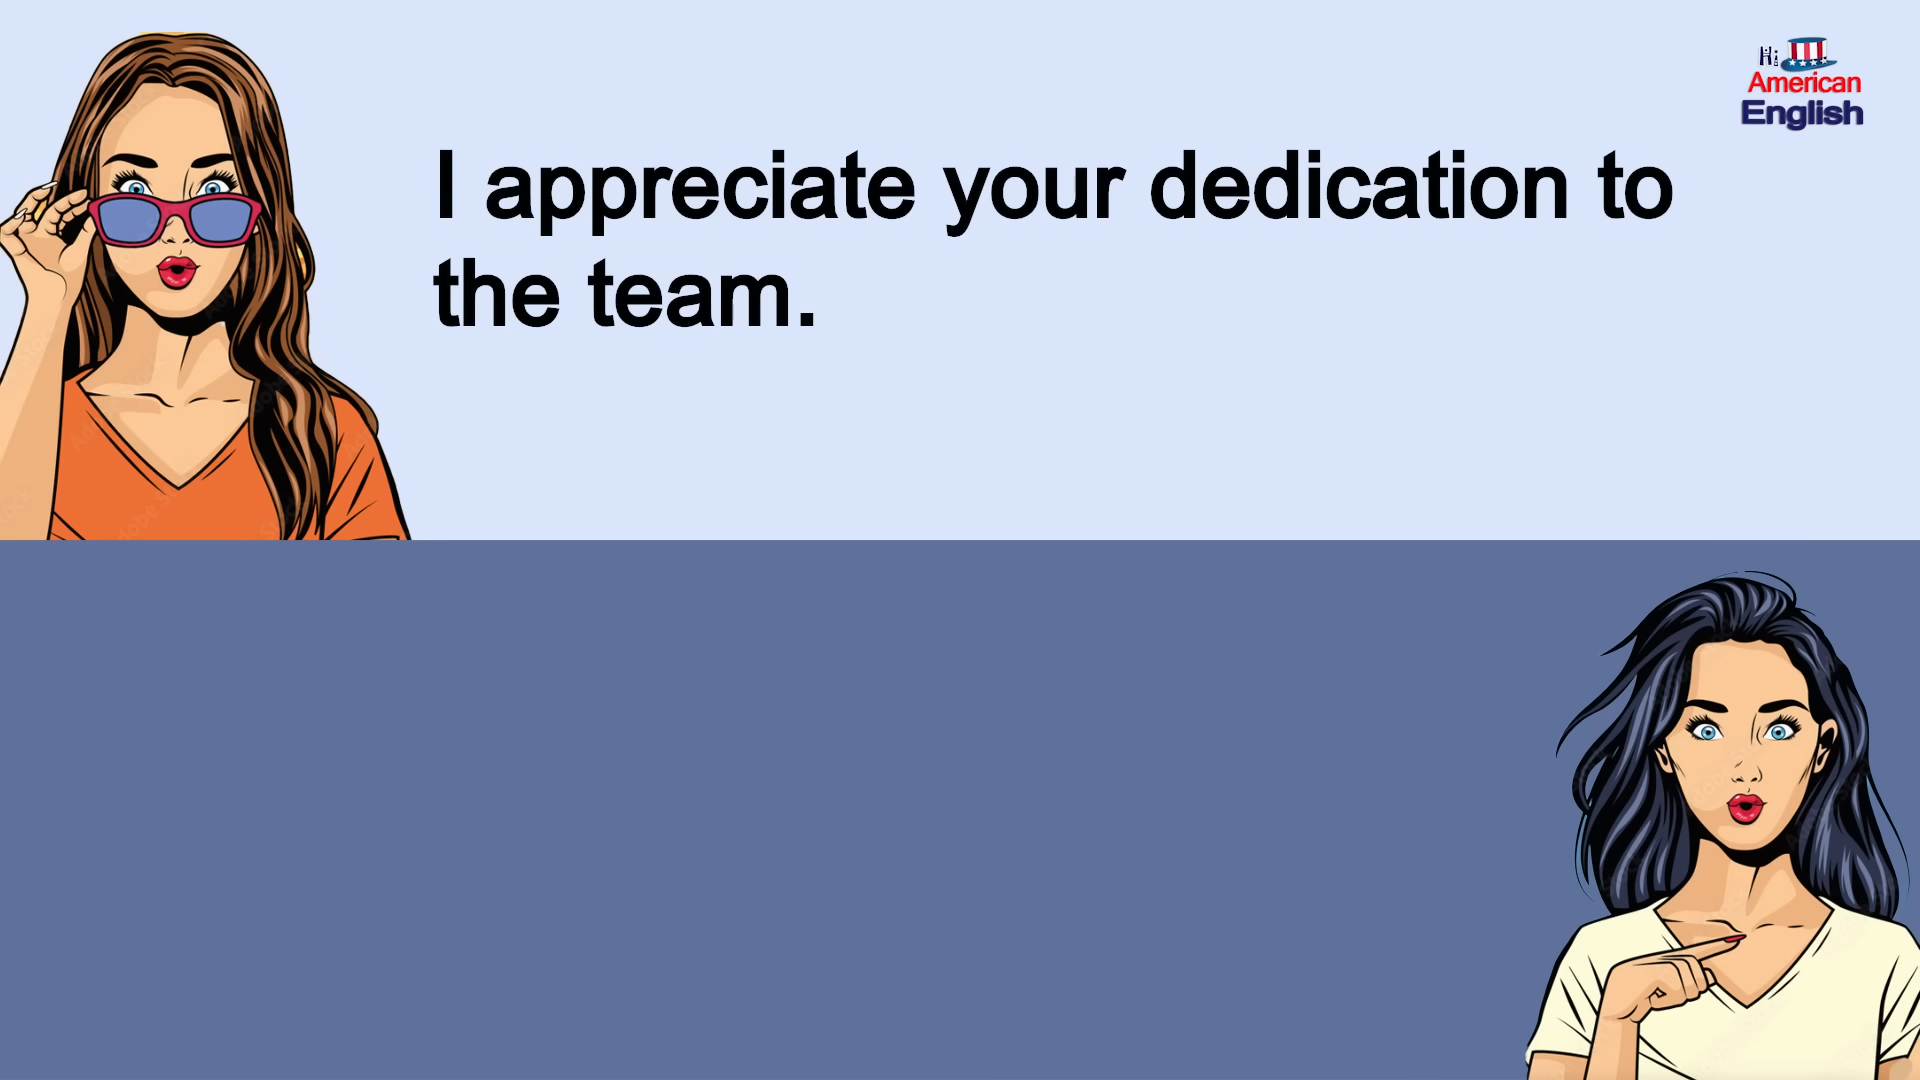 Hi
American
English
I appreciate your dedication to
the team.